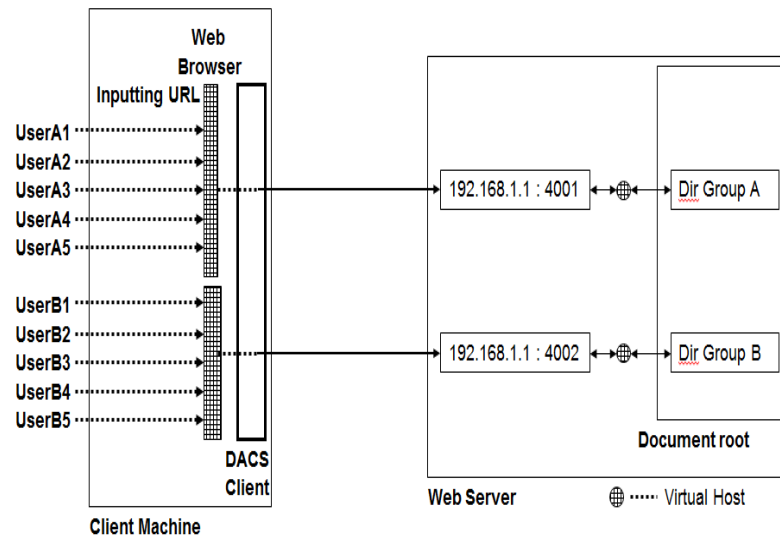 Web
Browser
Inputting URL
UserA1
UserA2
UserA3
UserA4
UserA5
UserB1
UserB2
UserB3
UserB4
UserB5
DACS
Client
Client Machine
192.168.1.1 : 4001
Dir Group A
192.168.1.1 : 4002
Dir Group B
Document root
Web Server
Virtual Host